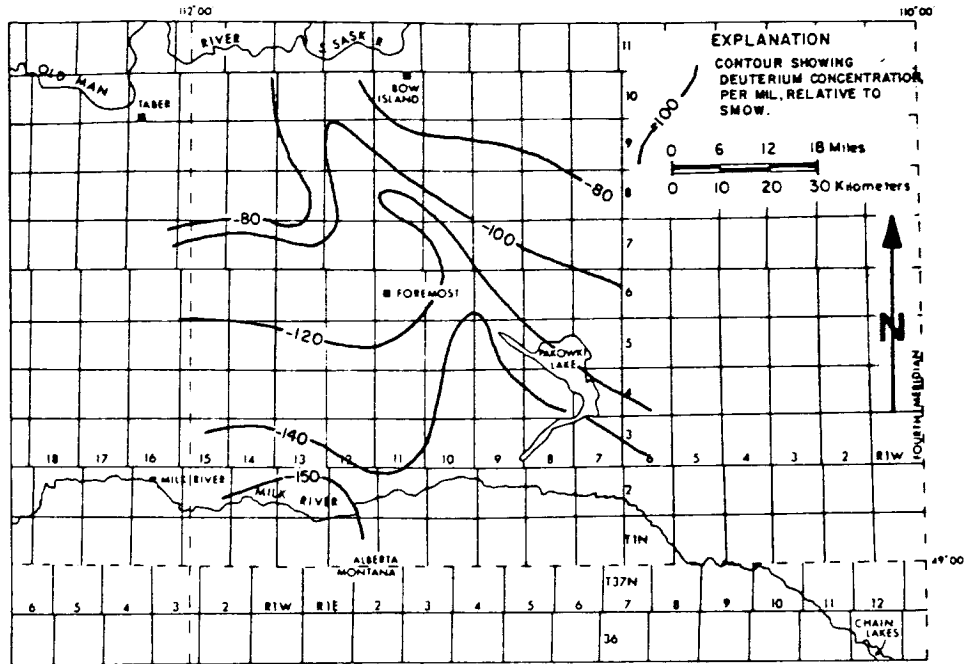 112°00
110°00
RIVER
S SASK R
OLD MAN
TABER
BOW
ISLAND
EXPLANATION
CONTOUR SHOWING
DEUTERIUM CONCENTRATION,
PER MIL, RELATIVE TO
SMOW.
-100
0 6 12 18 Miles
0 10 20 30 Kilometers
11
10
9
8
7
6
5
4
3
2
T1N
-80
-80
-100
-120
-140
-150
FOREMOST
PAKOWKI
LAKE
N
FOURTH MERIDIAN
18 17 16 15 14 13 12 11 10 9 8 7 6 5 4 3 2 R1W
MILK RIVER
MILK RIVER
ALBERTA
MONTANA
49°00
T37N
6 5 4 3 2 R1W R1E 2 3 4 5 6 7 8 9 10 11 12
36
CHAIN
LAKES